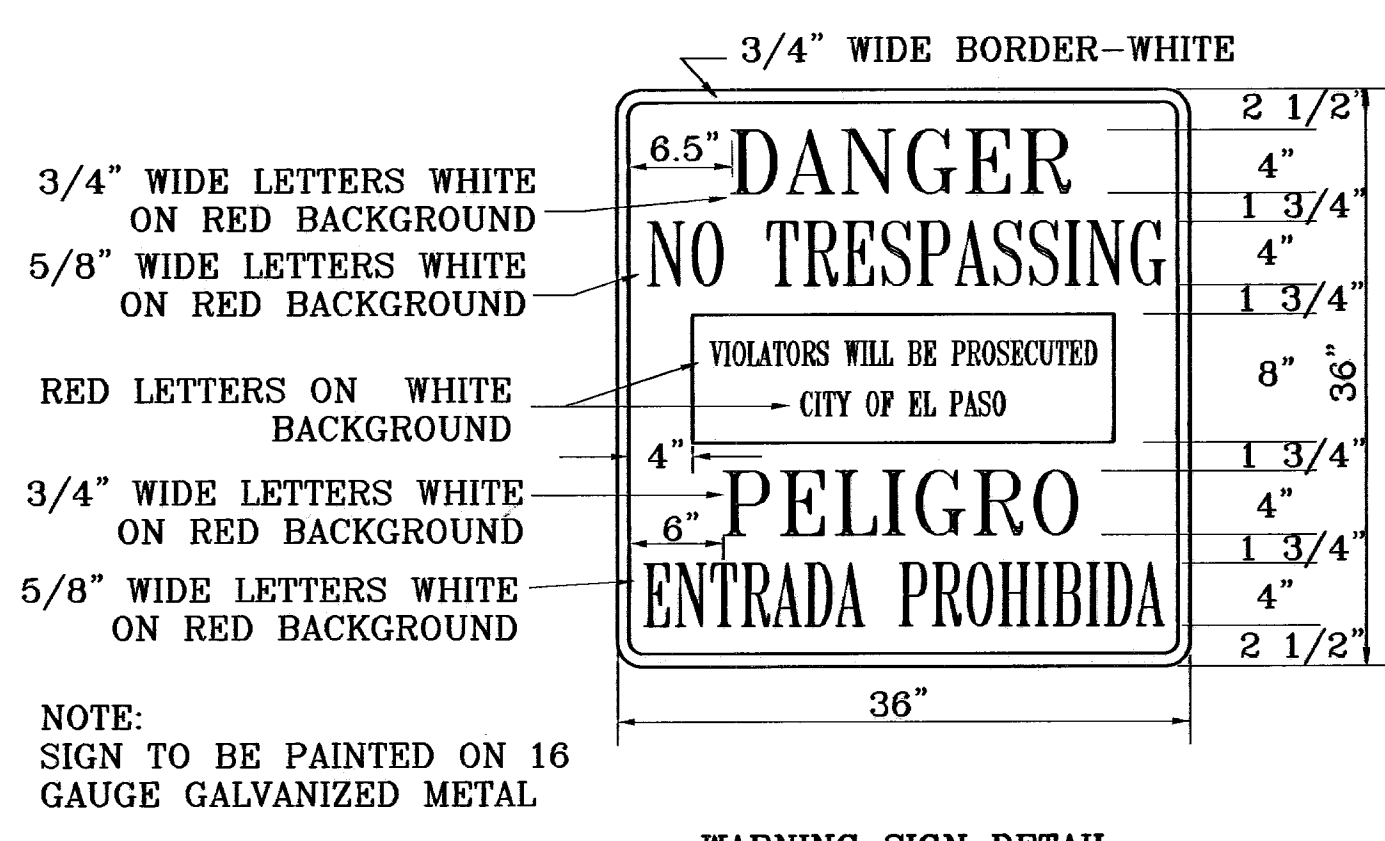 3/4" WIDE BORDER-WHITE
3/4" WIDE LETTERS WHITE
ON RED BACKGROUND
5/8" WIDE LETTERS WHITE
ON RED BACKGROUND
RED LETTERS ON WHITE
BACKGROUND
3/4" WIDE LETTERS WHITE
ON RED BACKGROUND
5/8" WIDE LETTERS WHITE
ON RED BACKGROUND
NOTE:
SIGN TO BE PAINTED ON 16
GAUGE GALVANIZED METAL
6.5"
DANGER
NO TRESPASSING
VIOLATORS WILL BE PROSECUTED
CITY OF EL PASO
4"
PELIGRO
6"
ENTRADA PROHIBIDA
36"
2 1/2"
4"
1 3/4"
4"
1 3/4"
8"
36"
1 3/4"
4"
1 3/4"
4"
2 1/2"
WARNING SIGN DETAIL